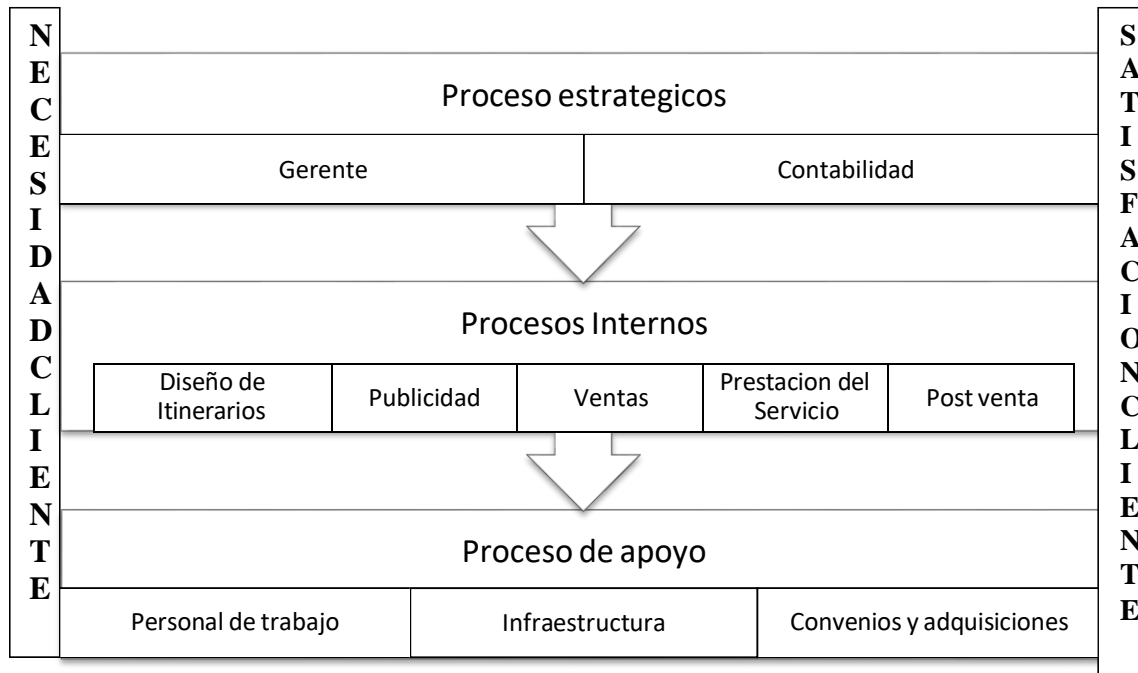 NECESIDADCLIENTE
Proceso estrategicos
Gerente
Contabilidad
Procesos Internos
Diseño de
Itinerarios
Publicidad
Ventas
Prestacion del
Servicio
Post venta
Proceso de apoyo
Personal de trabajo
Infraestructura
Convenios y adquisiciones
SATISFACIONCLIENTE